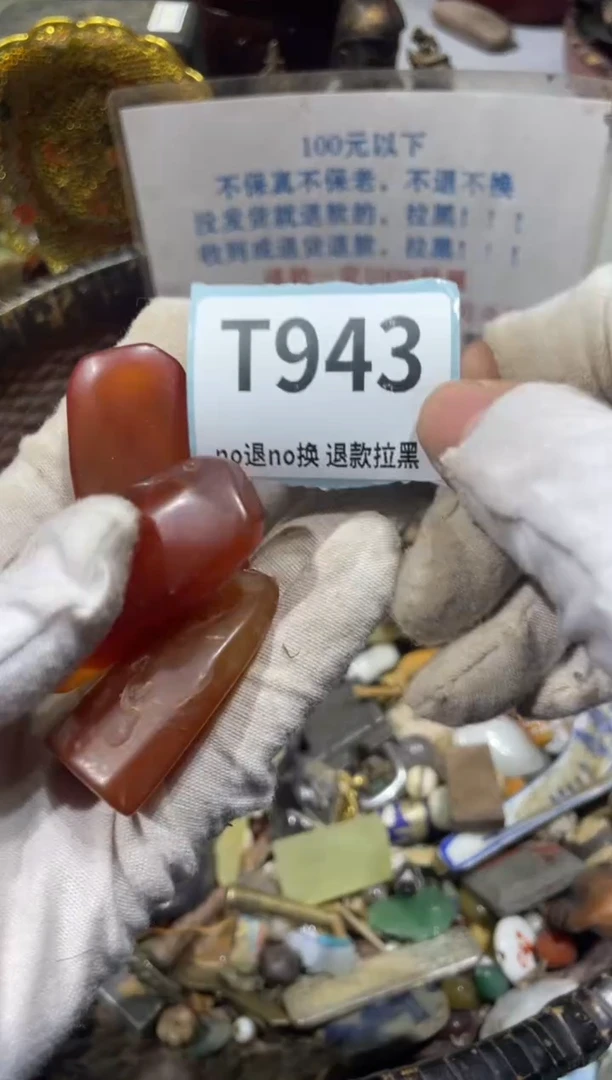 100元以下
不保真不保老，不退不换
没发货就退款的，拉黑！！！
收到或退货退款，拉黑！！！
T943
no退no换 退款拉黑